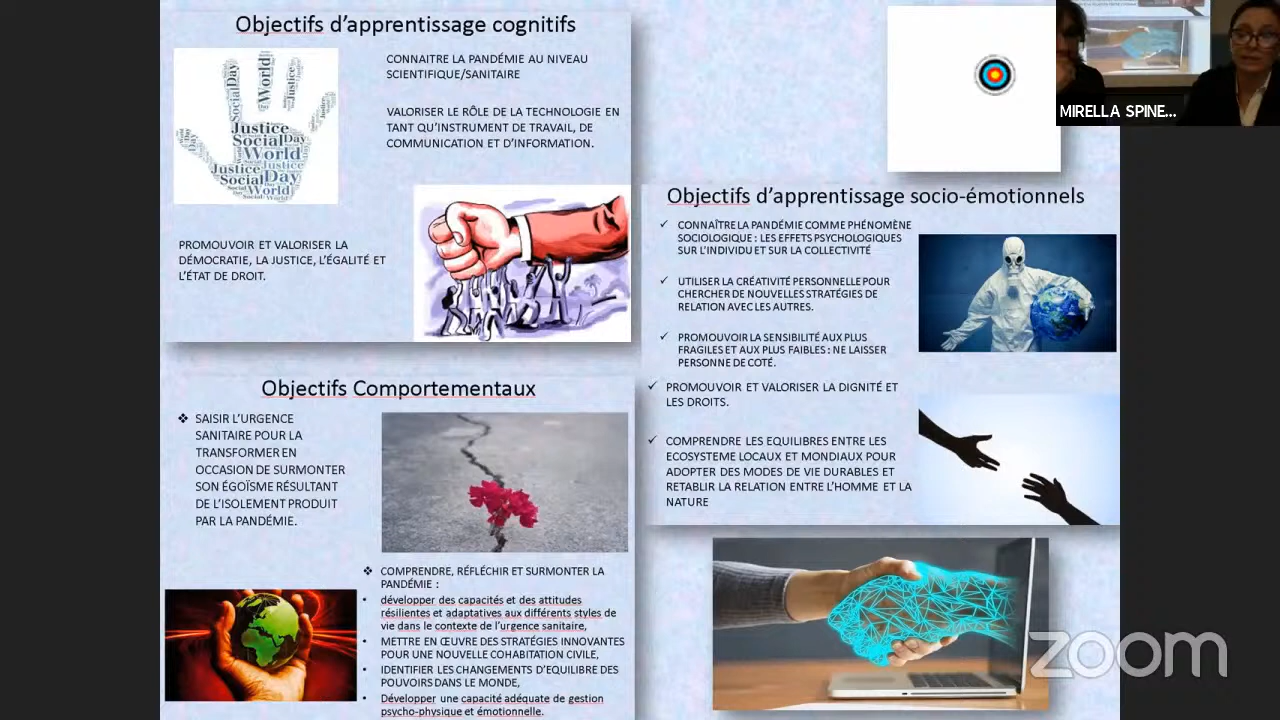 Objectifs d'apprentissage cognitifs
CONNAITRE LA PANDÉMIE AU NIVEAU
SCIENTIFIQUE/SANITAIRE
VALORISER LE RÔLE DE LA TECHNOLOGIE EN
TANT QU'INSTRUMENT DE TRAVAIL, DE
COMMUNICATION ET D'INFORMATION.
Social Day
World
Justice
Justice
SocialDay
World
Justice
SocialDay
World
PROMOUVOIR ET VALORISER LA
DÉMOCRATIE, LA JUSTICE, L'ÉGALITÉ ET
L'ÉTAT DE DROIT.
MIRELLA SPINE...
Objectifs d'apprentissage socio-émotionnels
✓ CONNAÎTRE LA PANDÉMIE COMME PHÉNOMÈNE
SOCIOLOGIQUE : LES EFFETS PSYCHOLOGIQUES
SUR L'INDIVIDU ET SUR LA COLLECTIVITÉ
✓ UTILISER LA CRÉATIVITÉ PERSONNELLE POUR
CHERCHER DE NOUVELLES STRATÉGIES DE
RELATION AVEC LES AUTRES.
✓ PROMOUVOIR LA SENSIBILITÉ AUX PLUS
FRAGILES ET AUX PLUS FAIBLES : NE LAISSER
PERSONNE DE COTÉ.
✓ PROMOUVOIR ET VALORISER LA DIGNITÉ ET
LES DROITS.
✓ COMPRENDRE LES EQUILIBRES ENTRE LES
ECOSYSTEME LOCAUX ET MONDIAUX POUR
ADOPTER DES MODES DE VIE DURABLES ET
RETABLIR LA RELATION ENTRE L'HOMME ET LA
NATURE
Objectifs Comportementaux
❖ SAISIR L'URGENCE
SANITAIRE POUR LA
TRANSFORMER EN
OCCASION DE SURMONTER
SON ÉGOÏSME RÉSULTANT
DE L'ISOLEMENT PRODUIT
PAR LA PANDÉMIE.
❖ COMPRENDRE, RÉFLÉCHIR ET SURMONTER LA
PANDÉMIE :
• développer des capacités et des attitudes
résilientes et adaptatives aux différents styles de
vie dans le contexte de l'urgence sanitaire,
• METTRE EN ŒUVRE DES STRATÉGIES INNOVANTES
POUR UNE NOUVELLE COHABITATION CIVILE,
• IDENTIFIER LES CHANGEMENTS D'EQUILIBRE DES
POUVOIRS DANS LE MONDE,
• Développer une capacité adéquate de gestion
psycho-physique et émotionnelle.
zoom